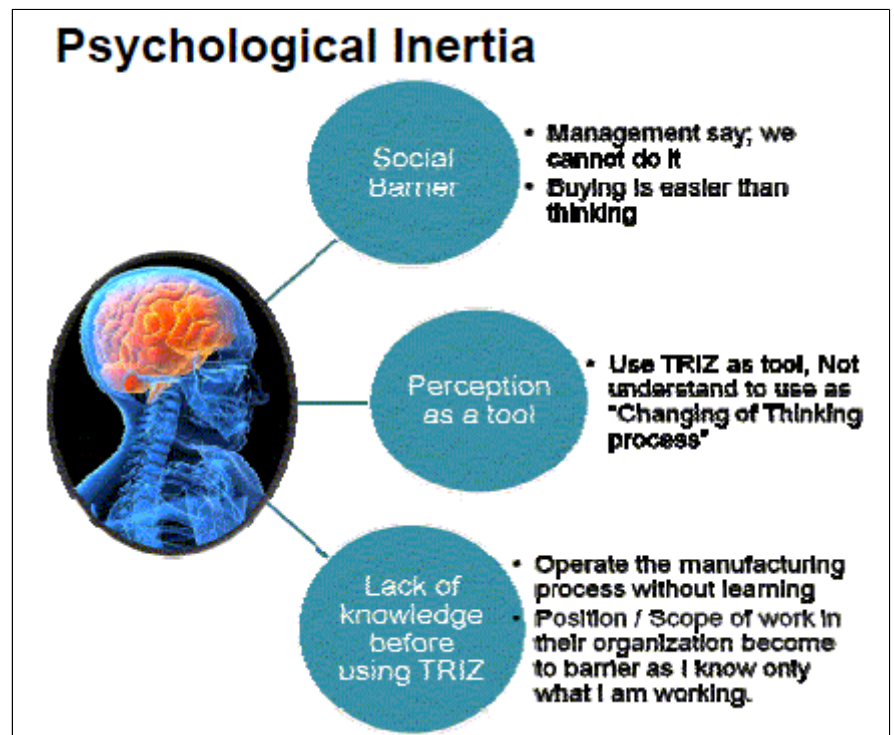 Psychological Inertia
Social
Barrier
• Management say; we
cannot do it
• Buying is easier than
thinking
Perception
as a tool
• Use TRIZ as tool, Not
understand to use as
"Changing of Thinking
process"
Lack of
knowledge
before
using TRIZ
• Operate the manufacturing
process without learning
• Position / Scope of work in
their organization become
to barrier as I know only
what I am working.